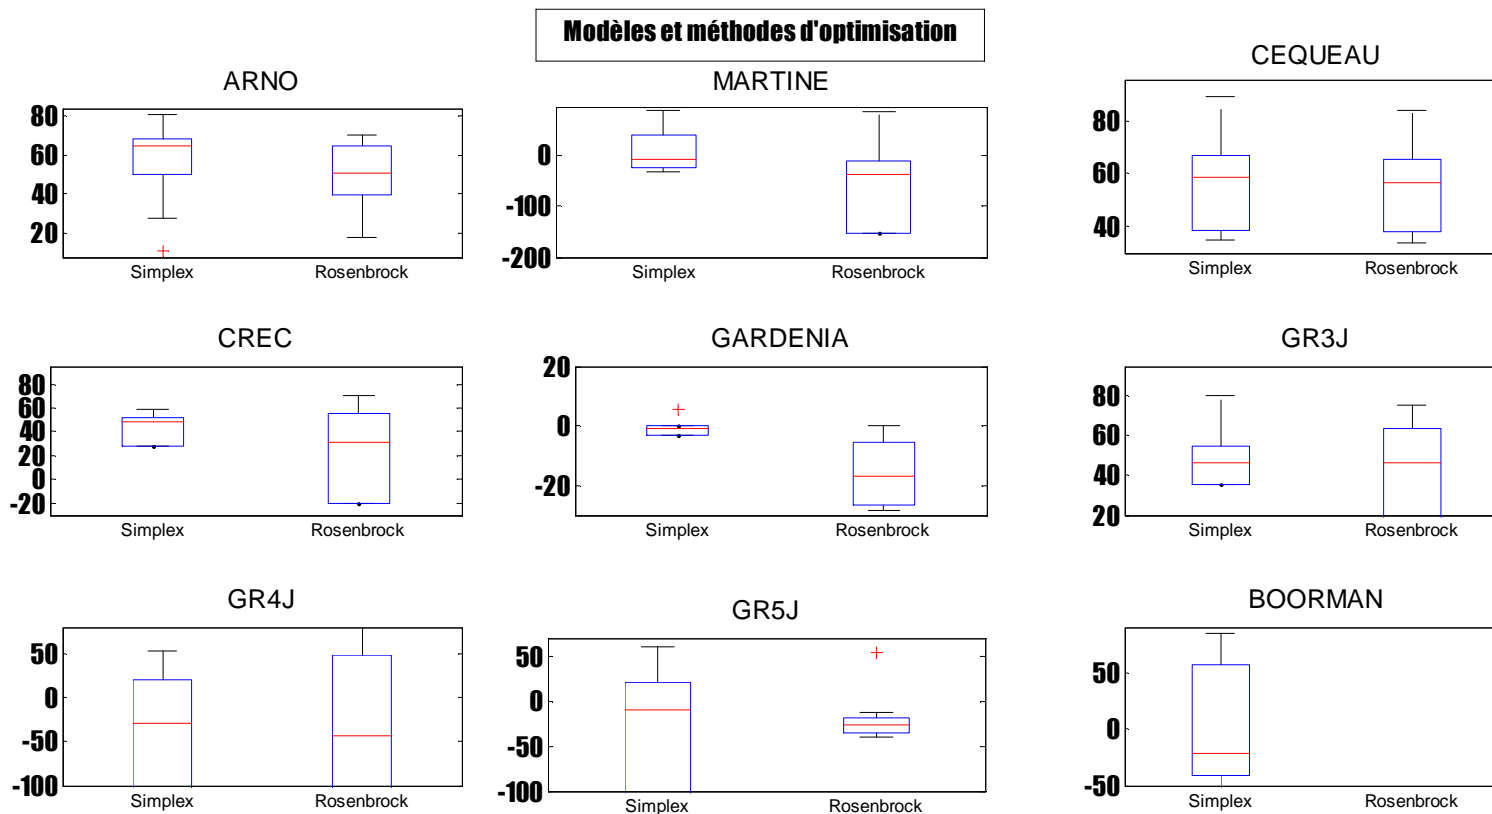 Modèles et méthodes d'optimisation
ARNO
80
60
40
20
Simplex Rosenbrock
MARTINE
0
-100
-200
Simplex Rosenbrock
CEQUEAU
80
60
40
Simplex Rosenbrock
CREC
80
60
40
20
0
-20
Simplex Rosenbrock
GARDENIA
20
0
-20
Simplex Rosenbrock
GR3J
80
60
40
20
Simplex Rosenbrock
GR4J
50
0
-50
-100
Simplex Rosenbrock
GR5J
50
0
-50
-100
Simplex Rosenbrock
BOORMAN
50
0
-50
Simplex Rosenbrock